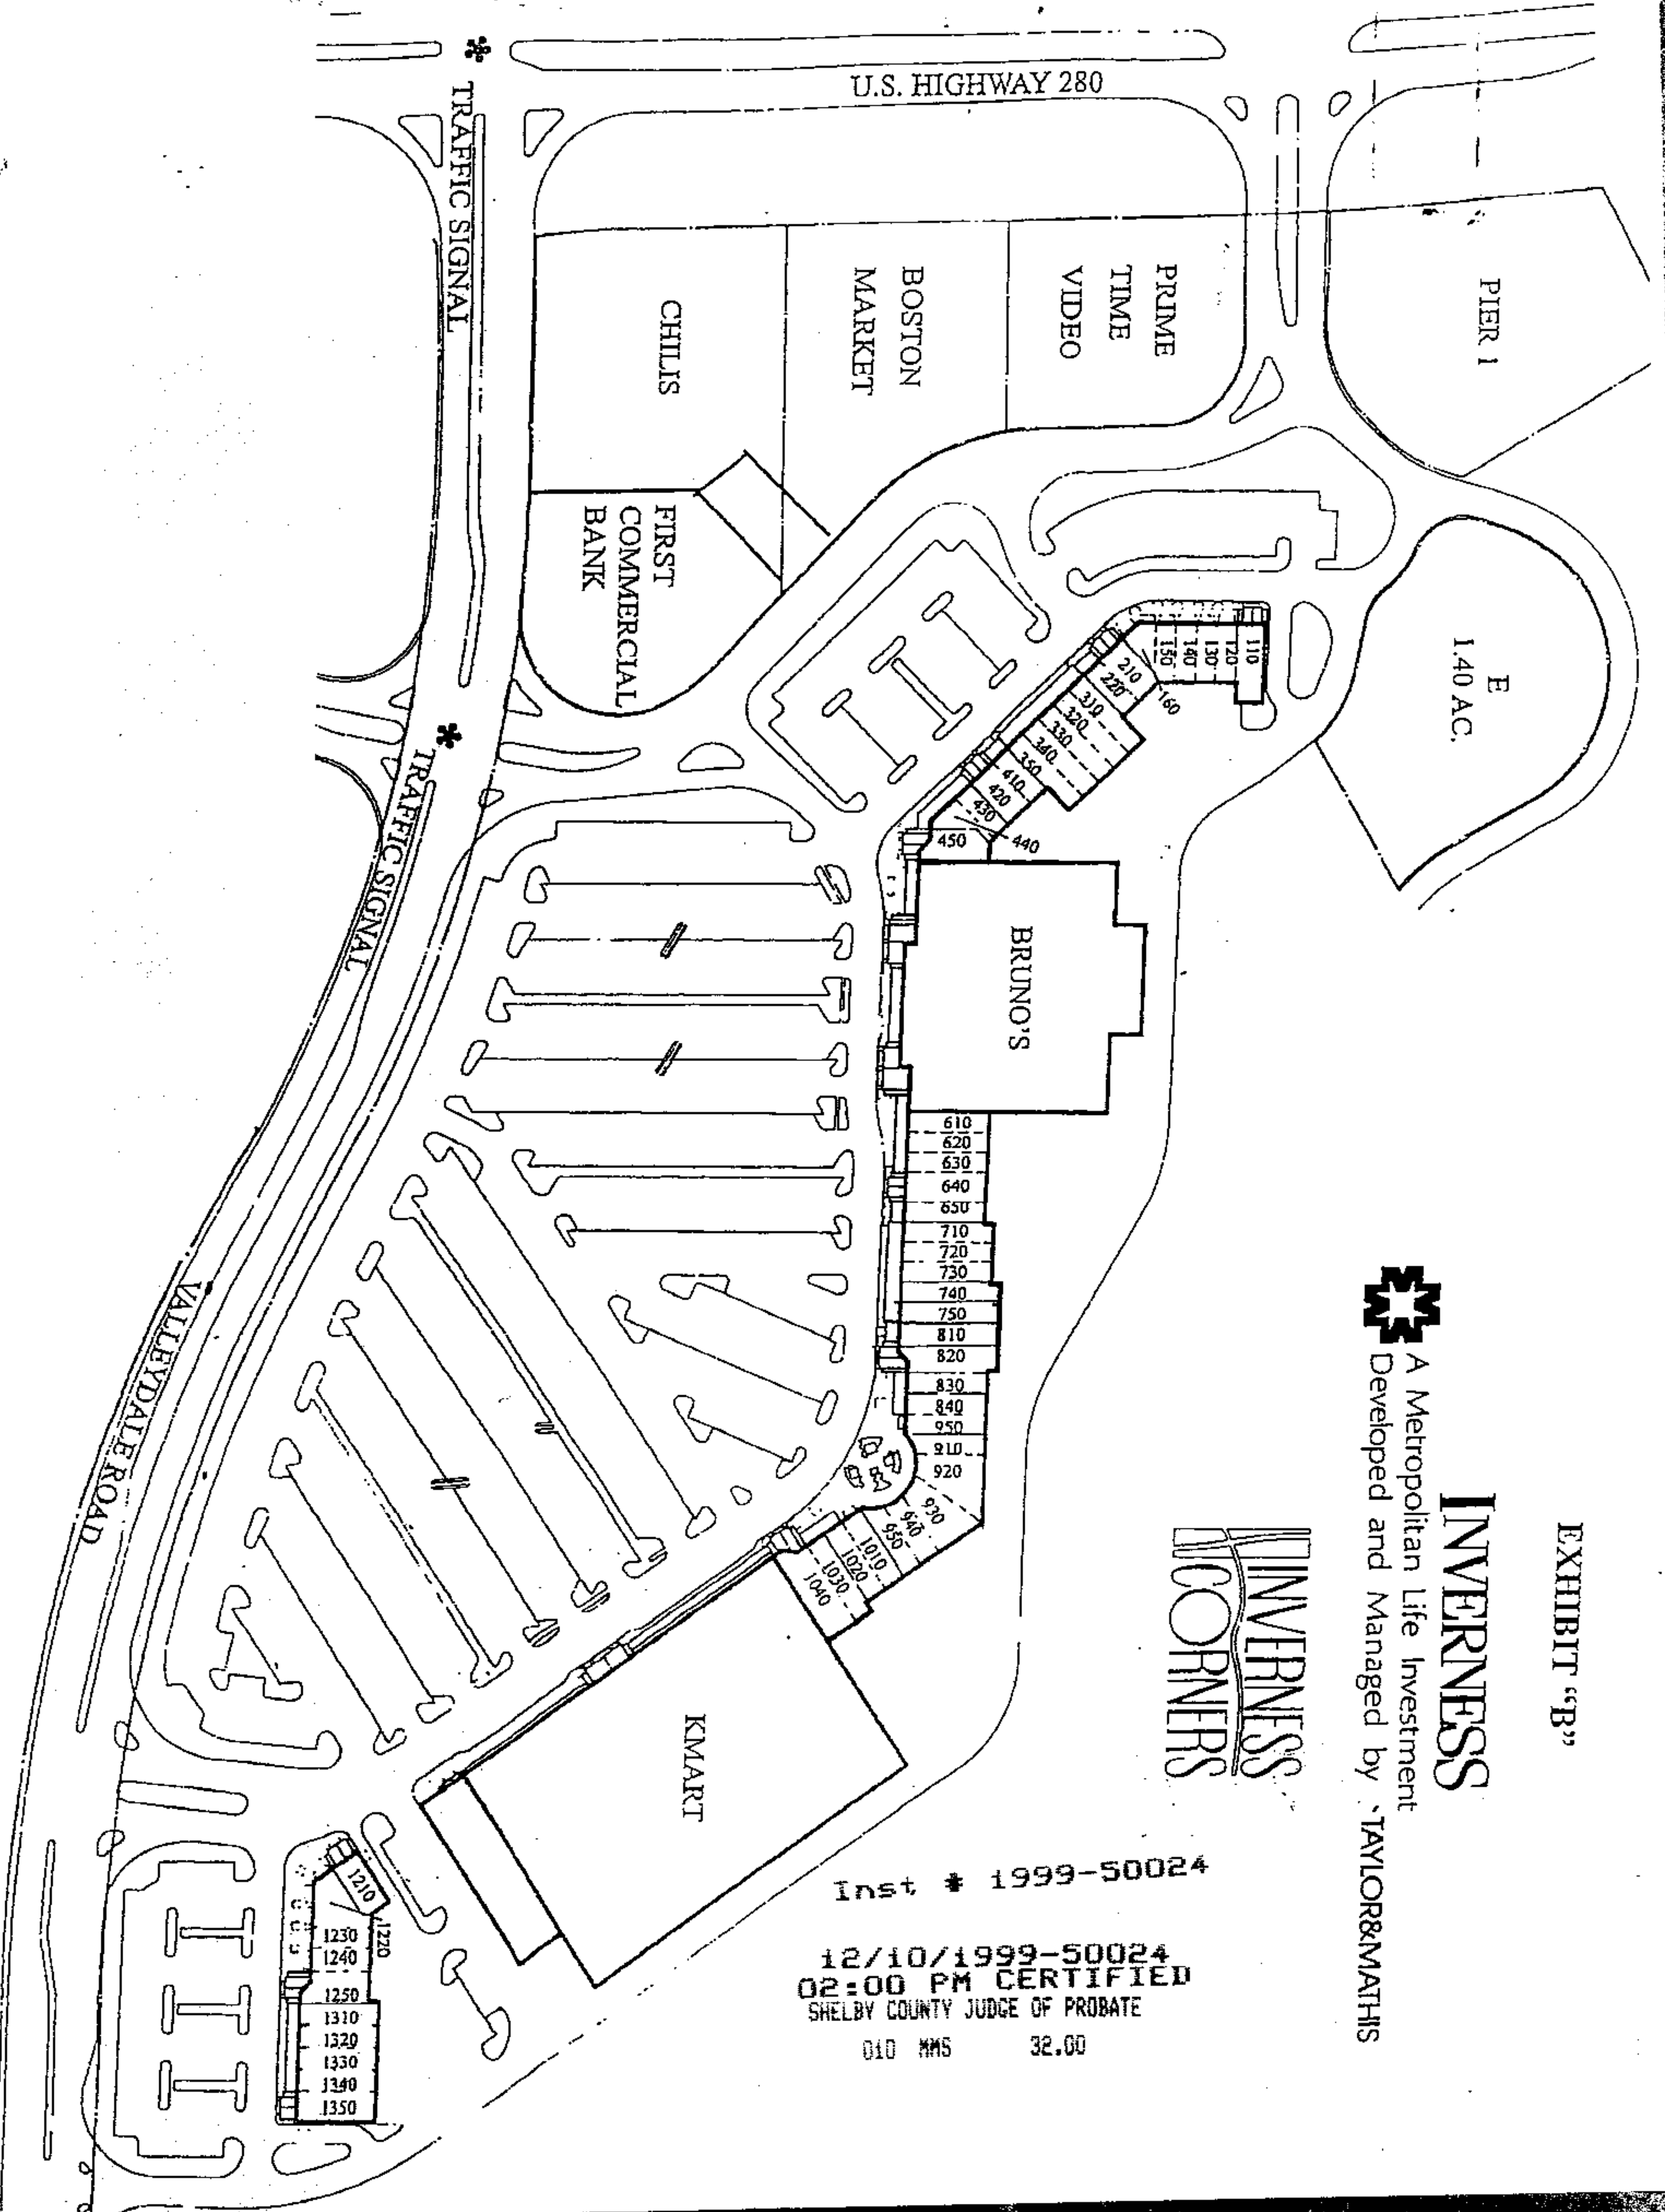 EXHIBIT “B”
INVERNESS
A Metropolitan Life Investment
Developed and Managed by TAYLOR&MATHIS
INVERNESS
CORNERS
U.S. HIGHWAY 280
TRAFFIC SIGNAL
PIER 1
PRIME
TIME
VIDEO
BOSTON
MARKET
CHILIS
FIRST
COMMERCIAL
BANK
E
1.40 AC.
110
120
130
140
150
160
210
220
310
320
330
340
350
410
420
430
440
450
BRUNO'S
610
620
630
640
650
710
720
730
740
750
810
820
830
840
950
910
920
930
940
950
1010
1020
1030
1040
KMART
TRAFFIC SIGNAL
VALLEYDALE ROAD
1210
1220
1230
1240
1250
1310
1320
1330
1340
1350
Inst # 1999-50024
12/10/1999-50024
02:00 PM CERTIFIED
SHELBY COUNTY JUDGE OF PROBATE
010 MMS 32.00